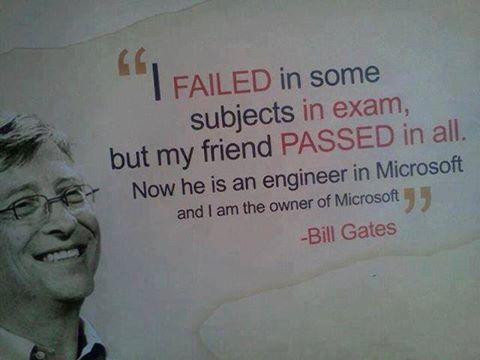 “I FAILED in some
subjects in exam,
but my friend PASSED in all.
Now he is an engineer in Microsoft
and I am the owner of Microsoft”
-Bill Gates